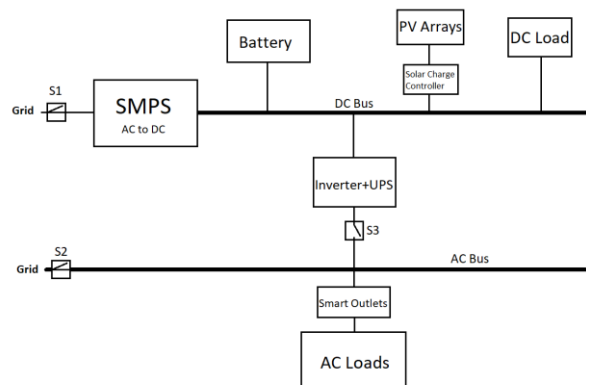 PV Arrays
Battery
DC Load
Solar Charge
Controller
S1
Grid
SMPS
AC to DC
DC Bus
Inverter+UPS
S3
S2
Grid
AC Bus
Smart Outlets
AC Loads